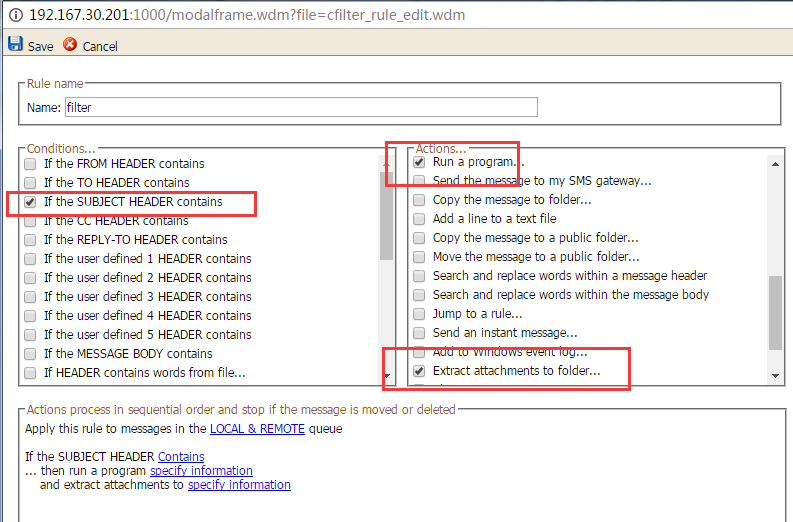 192.167.30.201:1000/modalframe.wdm?file=cfilter_rule_edit.wdm
Save Cancel
Rule name
Name: filter
Conditions...
If the FROM HEADER contains
If the TO HEADER contains
If the SUBJECT HEADER contains
If the CC HEADER contains
If the REPLY-TO HEADER contains
If the user defined 1 HEADER contains
If the user defined 2 HEADER contains
If the user defined 3 HEADER contains
If the user defined 4 HEADER contains
If the user defined 5 HEADER contains
If the MESSAGE BODY contains
If HEADER contains words from file...
Actions...
Run a program...
Send the message to my SMS gateway...
Copy the message to folder...
Add a line to a text file
Copy the message to a public folder...
Move the message to a public folder...
Search and replace words within a message header
Search and replace words within the message body
Jump to a rule...
Send an instant message...
Add to Windows event log...
Extract attachments to folder...
Actions process in sequential order and stop if the message is moved or deleted
Apply this rule to messages in the LOCAL & REMOTE queue
If the SUBJECT HEADER Contains
... then run a program specify information
and extract attachments to specify information